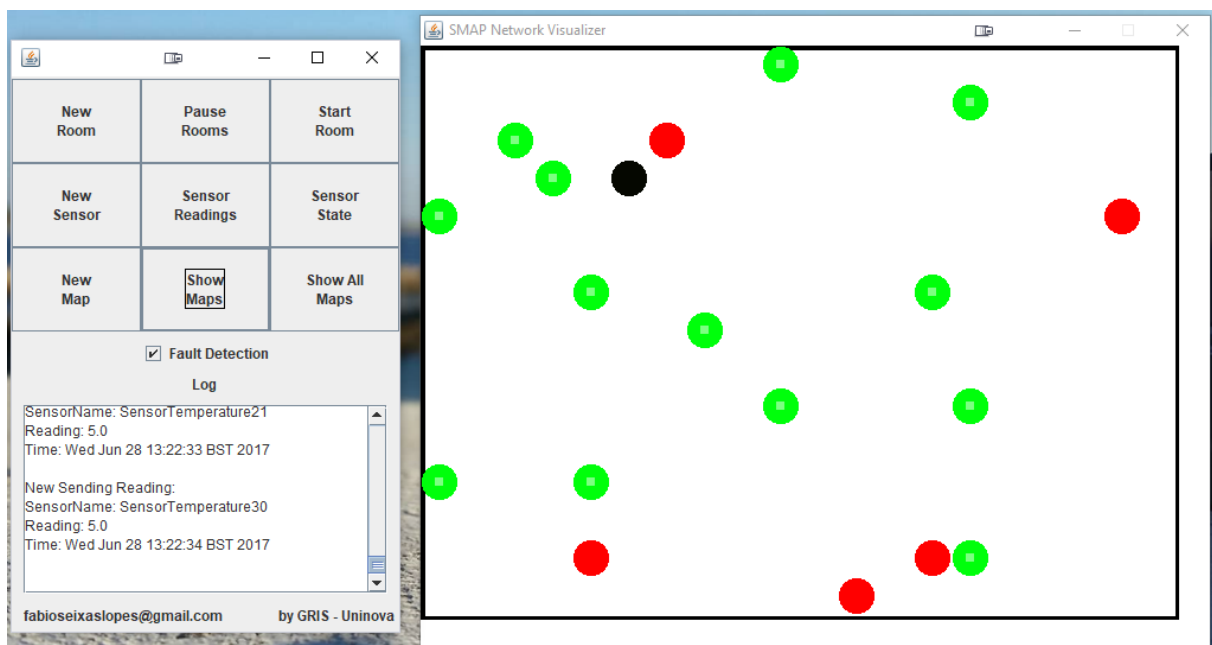 SMAP Network Visualizer
New
Room
Pause
Rooms
Start
Room
New
Sensor
Sensor
Readings
Sensor
State
New
Map
Show
Maps
Show All
Maps
Fault Detection
Log
SensorName: SensorTemperature21
Reading: 5.0
Time: Wed Jun 28 13:22:33 BST 2017
New Sending Reading:
SensorName: SensorTemperature30
Reading: 5.0
Time: Wed Jun 28 13:22:34 BST 2017
fabioseixaslopes@gmail.com
by GRIS - Uninova